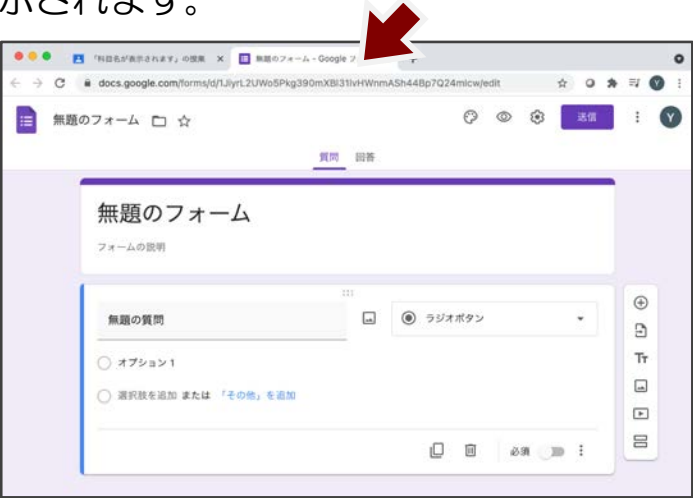 示されます。
「科目名が表示されます」の授業 ×
無題のフォーム - Google フ
docs.google.com/forms/d/1JiyrL2UWo5Pkg390mXBl31lvHWnmASh44Bp7Q24mlcw/edit
Y
無題のフォーム
送信
Y
質問 回答
無題のフォーム
フォームの説明
無題の質問
ラジオボタン
オプション 1
選択肢を追加 または 「その他」を追加
Tт
必須